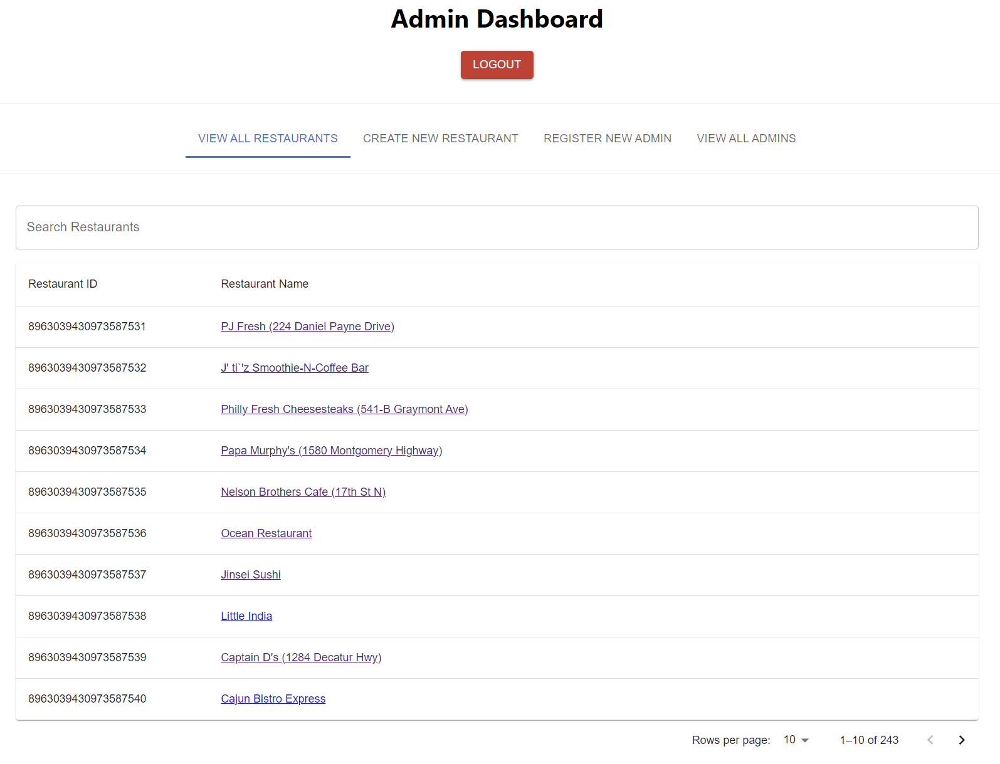 Admin Dashboard
LOGOUT
VIEW ALL RESTAURANTS CREATE NEW RESTAURANT REGISTER NEW ADMIN VIEW ALL ADMINS
Search Restaurants
Restaurant ID Restaurant Name
8963039430973587531 PJ Fresh (224 Daniel Payne Drive)
8963039430973587532 J' ti`'z Smoothie-N-Coffee Bar
8963039430973587533 Philly Fresh Cheesesteaks (541-B Graymont Ave)
8963039430973587534 Papa Murphy's (1580 Montgomery Highway)
8963039430973587535 Nelson Brothers Cafe (17th St N)
8963039430973587536 Ocean Restaurant
8963039430973587537 Jinsei Sushi
8963039430973587538 Little India
8963039430973587539 Captain D's (1284 Decatur Hwy)
8963039430973587540 Cajun Bistro Express
Rows per page: 10 1–10 of 243